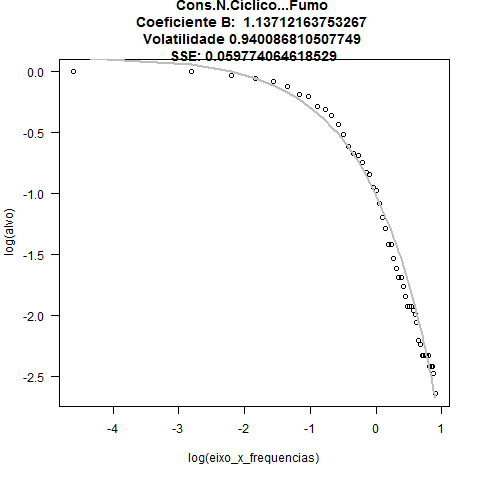 Cons.N.Ciclico...Fumo
Coeficiente B:  1.13712163753267
Volatilidade 0.940086810507749
SSE: 0.059774064618529
0.0
-0.5
-1.0
-1.5
-2.0
-2.5
log(alvo)
-4
-3
-2
-1
0
1
log(eixo_x_frequencias)